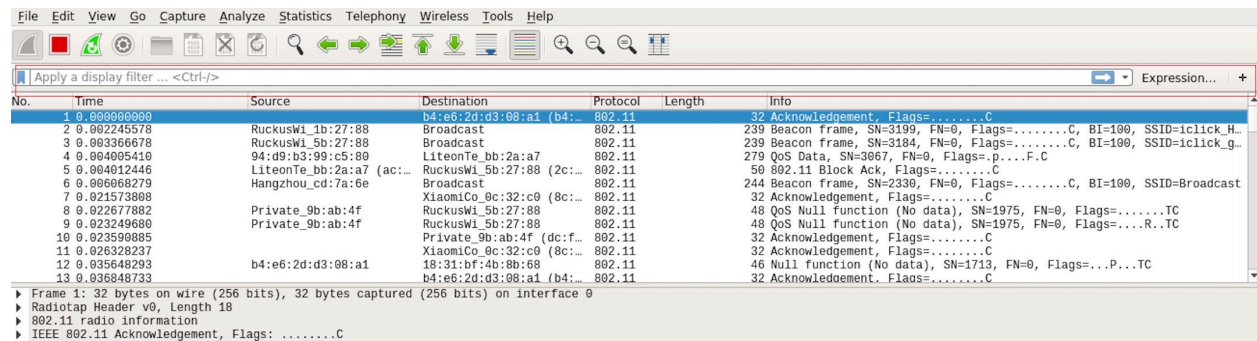 File Edit View Go Capture Analyze Statistics Telephony Wireless Tools Help
Apply a display filter ... <Ctrl-/> Expression... +
No. Time Source Destination Protocol Length Info
1 0.000000000 b4:e6:2d:d3:08:a1 (b4:… 802.11 32 Acknowledgement, Flags=........C
2 0.002245578 RuckusWi_1b:27:88 Broadcast 802.11 239 Beacon frame, SN=3199, FN=0, Flags=........C, BI=100, SSID=iclick_H…
3 0.003366678 RuckusWi_5b:27:88 Broadcast 802.11 239 Beacon frame, SN=3184, FN=0, Flags=........C, BI=100, SSID=iclick_g…
4 0.004005410 94:d9:b3:99:c5:80 LiteonTe_bb:2a:a7 802.11 279 QoS Data, SN=3067, FN=0, Flags=.p....F.C
5 0.004012446 LiteonTe_bb:2a:a7 (ac:… RuckusWi_5b:27:88 (2c:… 802.11 50 802.11 Block Ack, Flags=........C
6 0.006068279 Hangzhou_cd:7a:6e Broadcast 802.11 244 Beacon frame, SN=2330, FN=0, Flags=........C, BI=100, SSID=Broadcast
7 0.021573808 XiaomiCo_0c:32:c0 (8c:… 802.11 32 Acknowledgement, Flags=........C
8 0.022677882 Private_9b:ab:4f RuckusWi_5b:27:88 802.11 48 QoS Null function (No data), SN=1975, FN=0, Flags=.......TC
9 0.023249680 Private_9b:ab:4f RuckusWi_5b:27:88 802.11 48 QoS Null function (No data), SN=1975, FN=0, Flags=....R..TC
10 0.023590885 Private_9b:ab:4f (dc:f… 802.11 32 Acknowledgement, Flags=........C
11 0.026328237 XiaomiCo_0c:32:c0 (8c:… 802.11 32 Acknowledgement, Flags=........C
12 0.035648293 b4:e6:2d:d3:08:a1 18:31:bf:4b:8b:68 802.11 46 Null function (No data), SN=1713, FN=0, Flags=...P...TC
13 0.036848733 b4:e6:2d:d3:08:a1 (b4:… 802.11 32 Acknowledgement, Flags=........C
Frame 1: 32 bytes on wire (256 bits), 32 bytes captured (256 bits) on interface 0
Radiotap Header v0, Length 18
802.11 radio information
IEEE 802.11 Acknowledgement, Flags: ........C